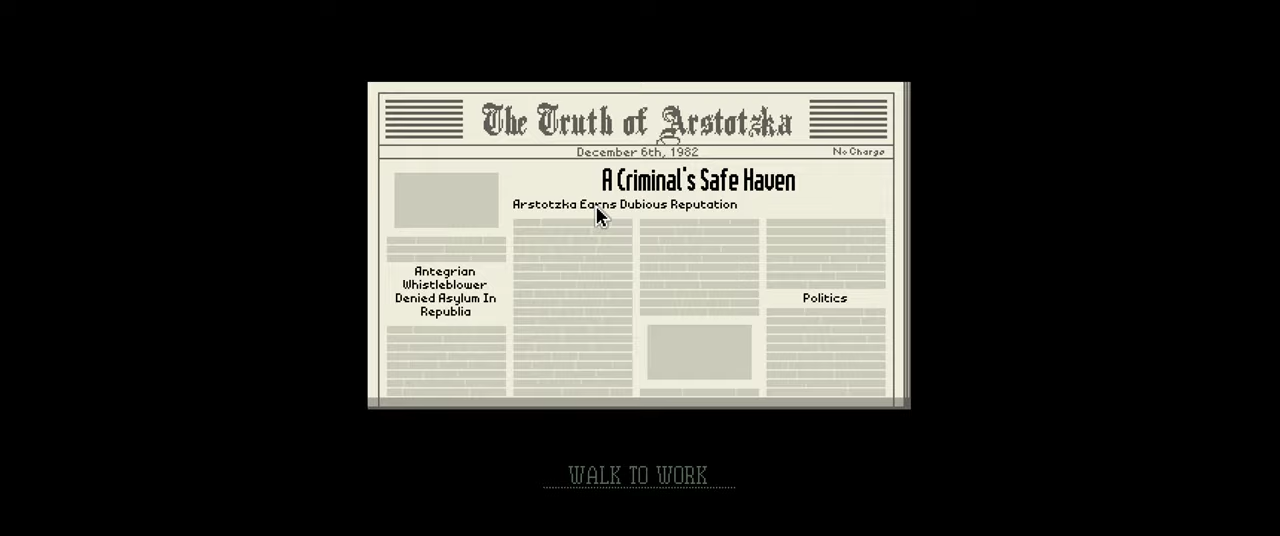 The Truth of Arstotzka
December 6th, 1982
No Charge
A Criminal's Safe Haven
Arstotzka Earns Dubious Reputation
Antegrian
Whistleblower
Denied Asylum In
Republia
Politics
WALK TO WORK